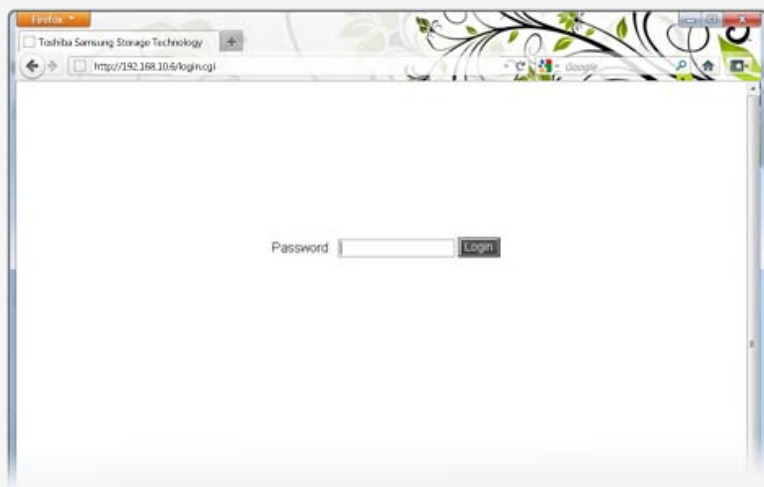 Firefox
Toshiba Samsung Storage Technology
http://192.168.10.6/login.cgi
Google
Password
Login